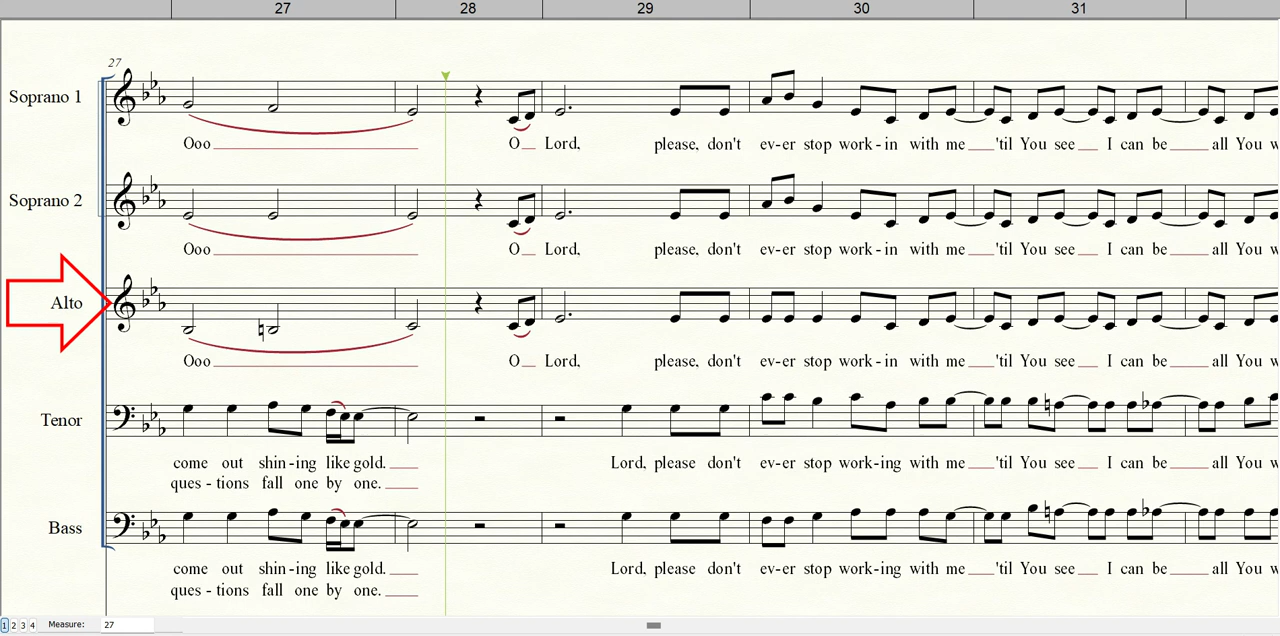 27 28 29 30 31
27
Soprano 1
Ooo O Lord, please, don't ev-er stop work-in with me 'til You see I can be all You w
Soprano 2
Ooo O Lord, please, don't ev-er stop work-in with me 'til You see I can be all You w
Alto
Ooo O Lord, please, don't ev-er stop work-in with me 'til You see I can be all You w
Tenor
come out shin-ing like gold. Lord, please don't ev-er stop work-ing with me 'til You see I can be all You w
ques-tions fall one by one.
Bass
come out shin-ing like gold. Lord, please don't ev-er stop work-ing with me 'til You see I can be all You w
ques-tions fall one by one.
1 2 3 4 Measure: 27